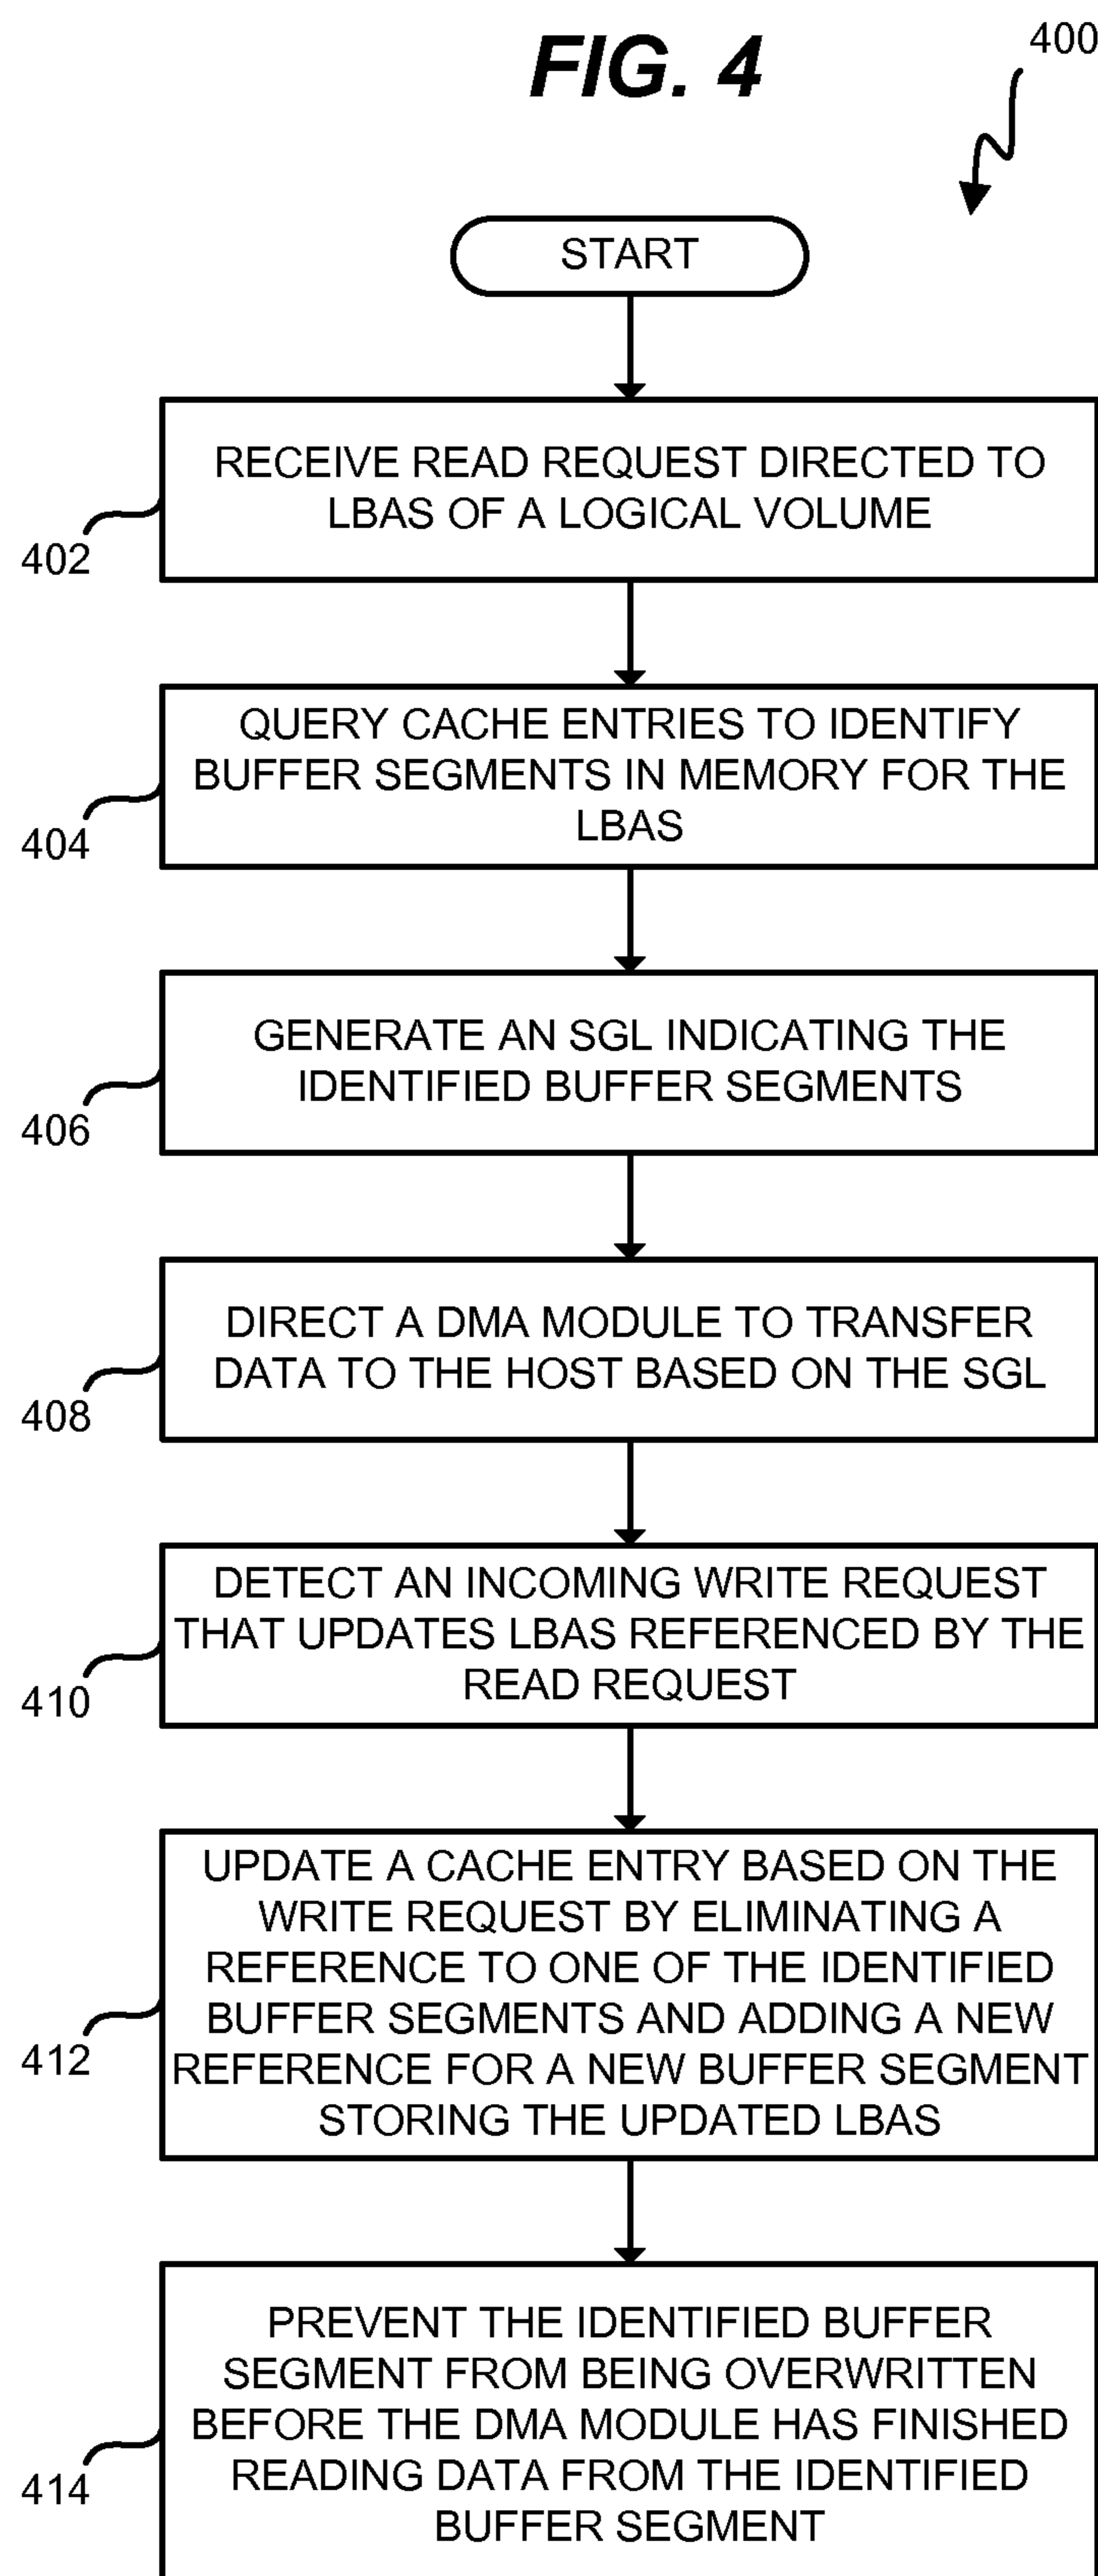 FIG. 4
400
START
RECEIVE READ REQUEST DIRECTED TO
LBAS OF A LOGICAL VOLUME
402
QUERY CACHE ENTRIES TO IDENTIFY
BUFFER SEGMENTS IN MEMORY FOR THE
LBAS
404
GENERATE AN SGL INDICATING THE
IDENTIFIED BUFFER SEGMENTS
406
DIRECT A DMA MODULE TO TRANSFER
DATA TO THE HOST BASED ON THE SGL
408
DETECT AN INCOMING WRITE REQUEST
THAT UPDATES LBAS REFERENCED BY THE
READ REQUEST
410
UPDATE A CACHE ENTRY BASED ON THE
WRITE REQUEST BY ELIMINATING A
REFERENCE TO ONE OF THE IDENTIFIED
BUFFER SEGMENTS AND ADDING A NEW
REFERENCE FOR A NEW BUFFER SEGMENT
STORING THE UPDATED LBAS
412
PREVENT THE IDENTIFIED BUFFER
SEGMENT FROM BEING OVERWRITTEN
BEFORE THE DMA MODULE HAS FINISHED
READING DATA FROM THE IDENTIFIED
BUFFER SEGMENT
414